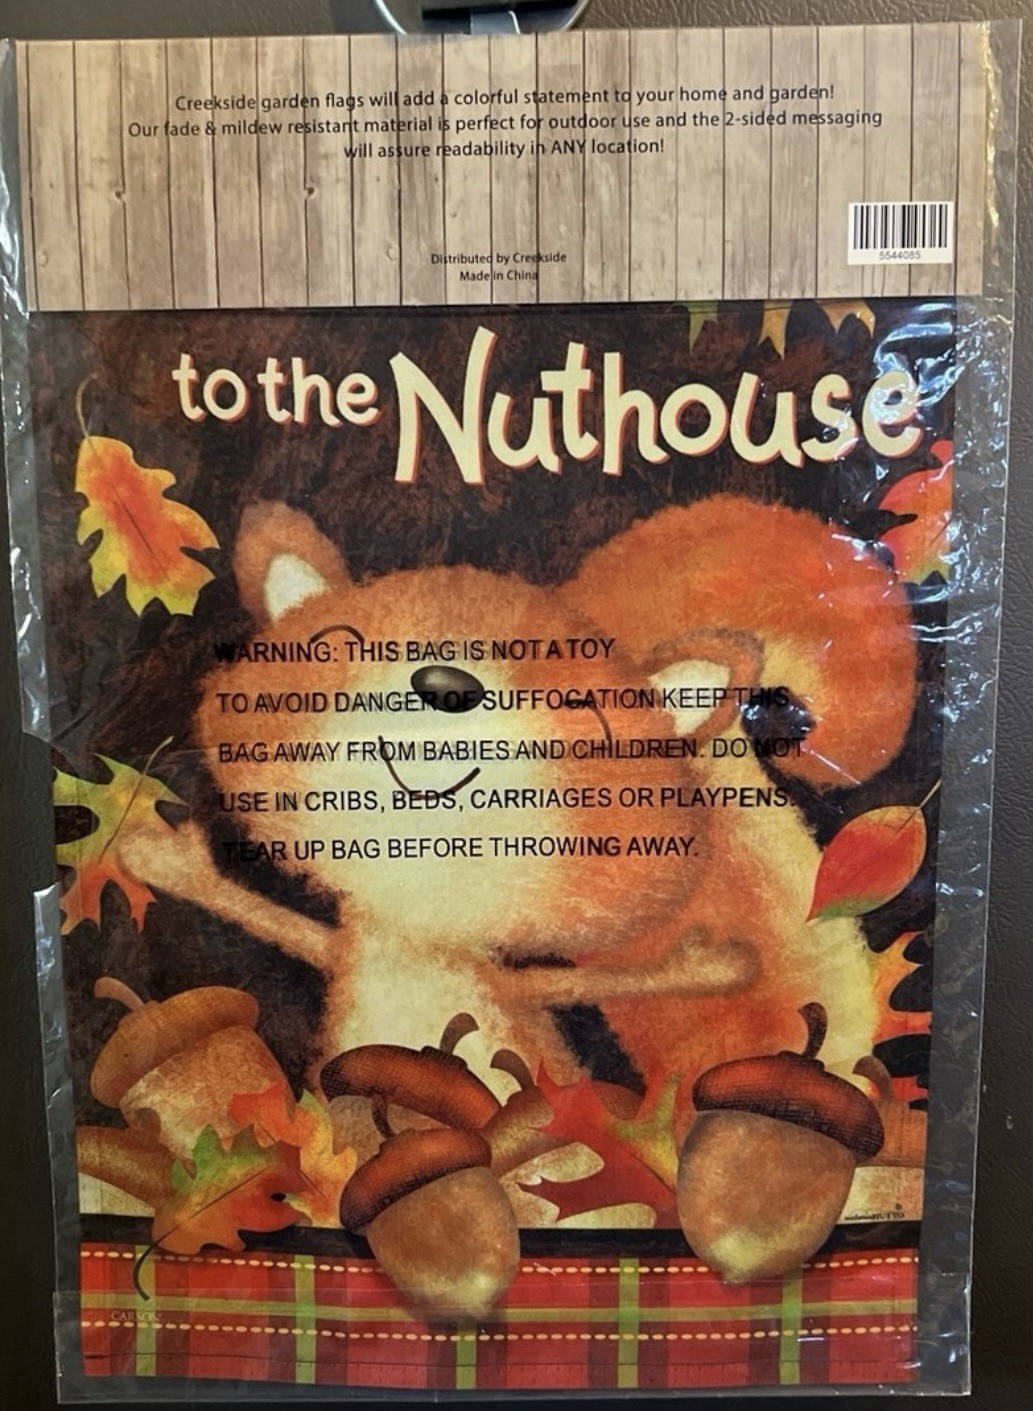 Creekside garden flags will add a colorful statement to your home and garden!
Our fade & mildew resistant material is perfect for outdoor use and the 2-sided messaging
will assure readability in ANY location!
5544085
Distributed by Creekside
Made in China
to the Nuthouse
WARNING: THIS BAG IS NOT A TOY
TO AVOID DANGER OF SUFFOCATION KEEP THIS
BAG AWAY FROM BABIES AND CHILDREN. DO NOT
USE IN CRIBS, BEDS, CARRIAGES OR PLAYPENS.
TEAR UP BAG BEFORE THROWING AWAY.
HUTTO
CARSON